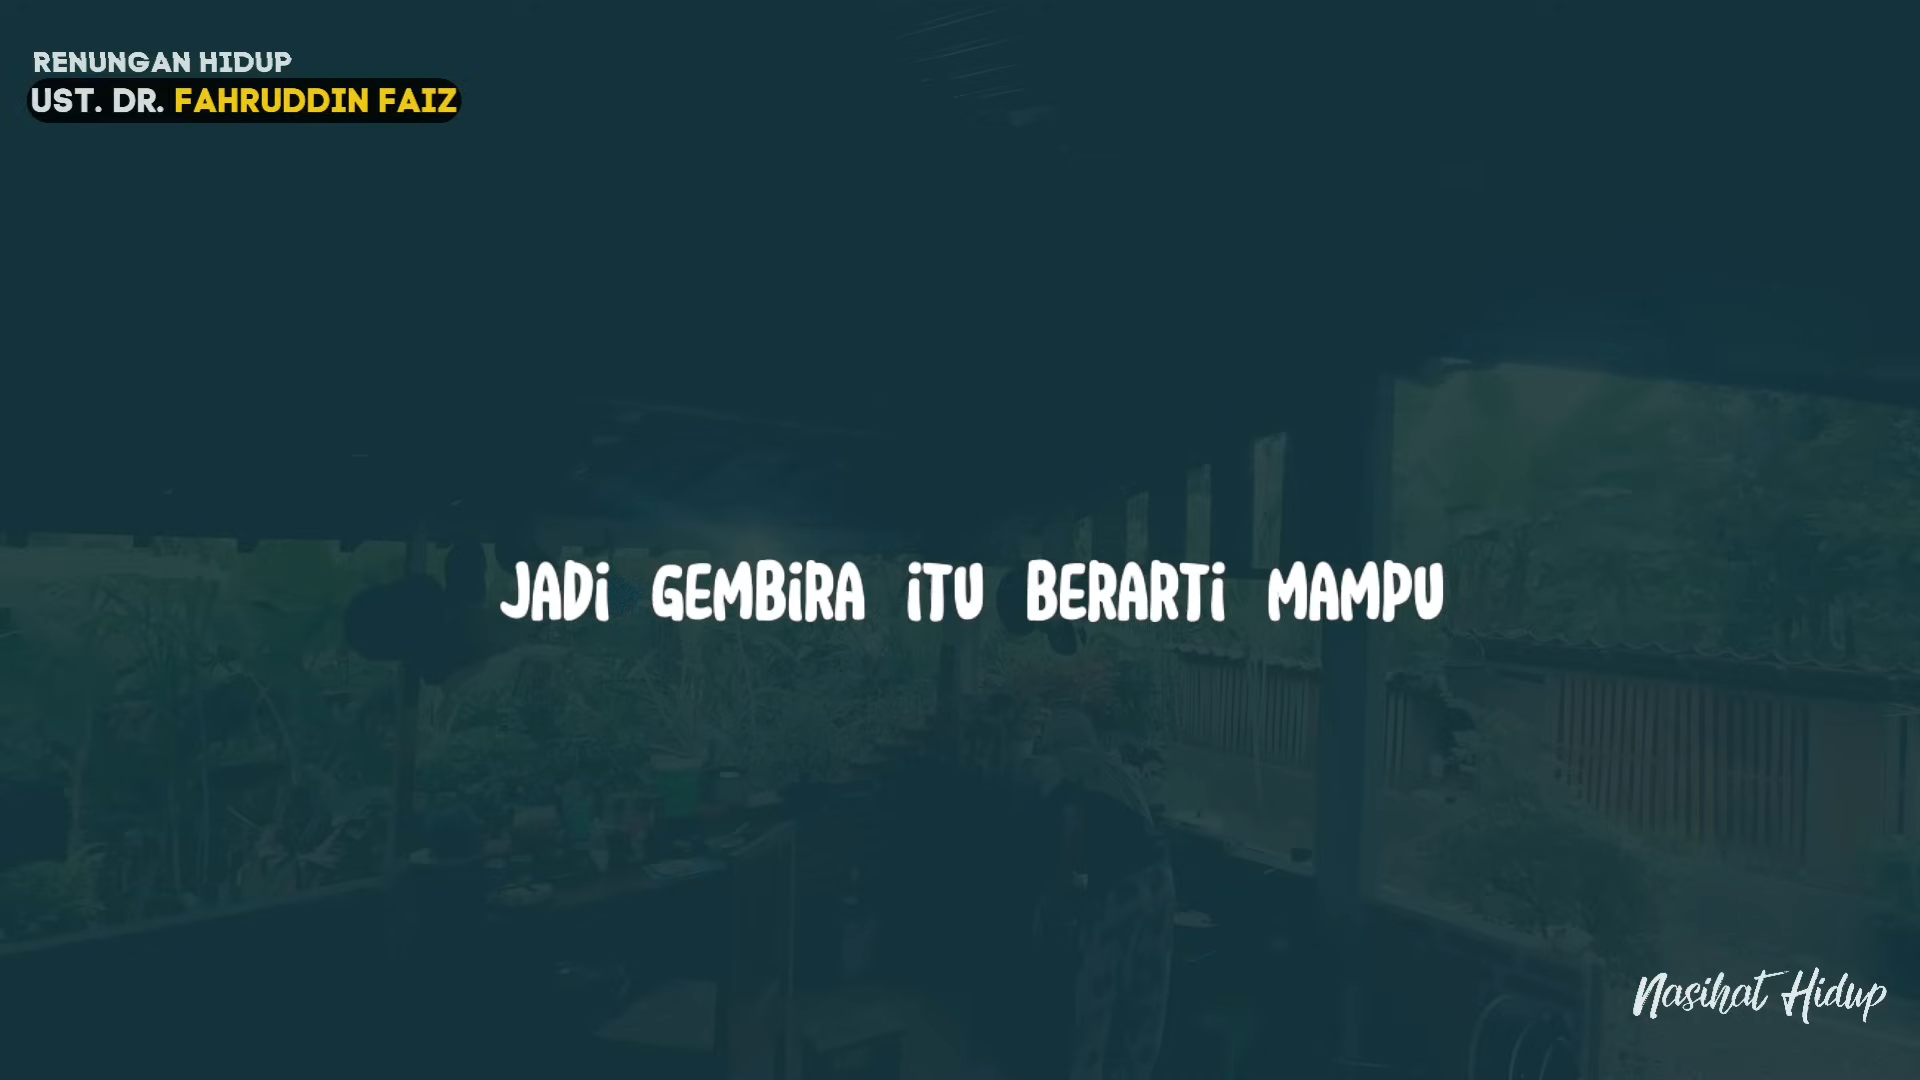 RENUNGAN HIDUP
UST. DR. FAHRUDDIN FAIZ
JADI GEMBIRA ITU BERARTI MAMPU
Nasihat Hidup